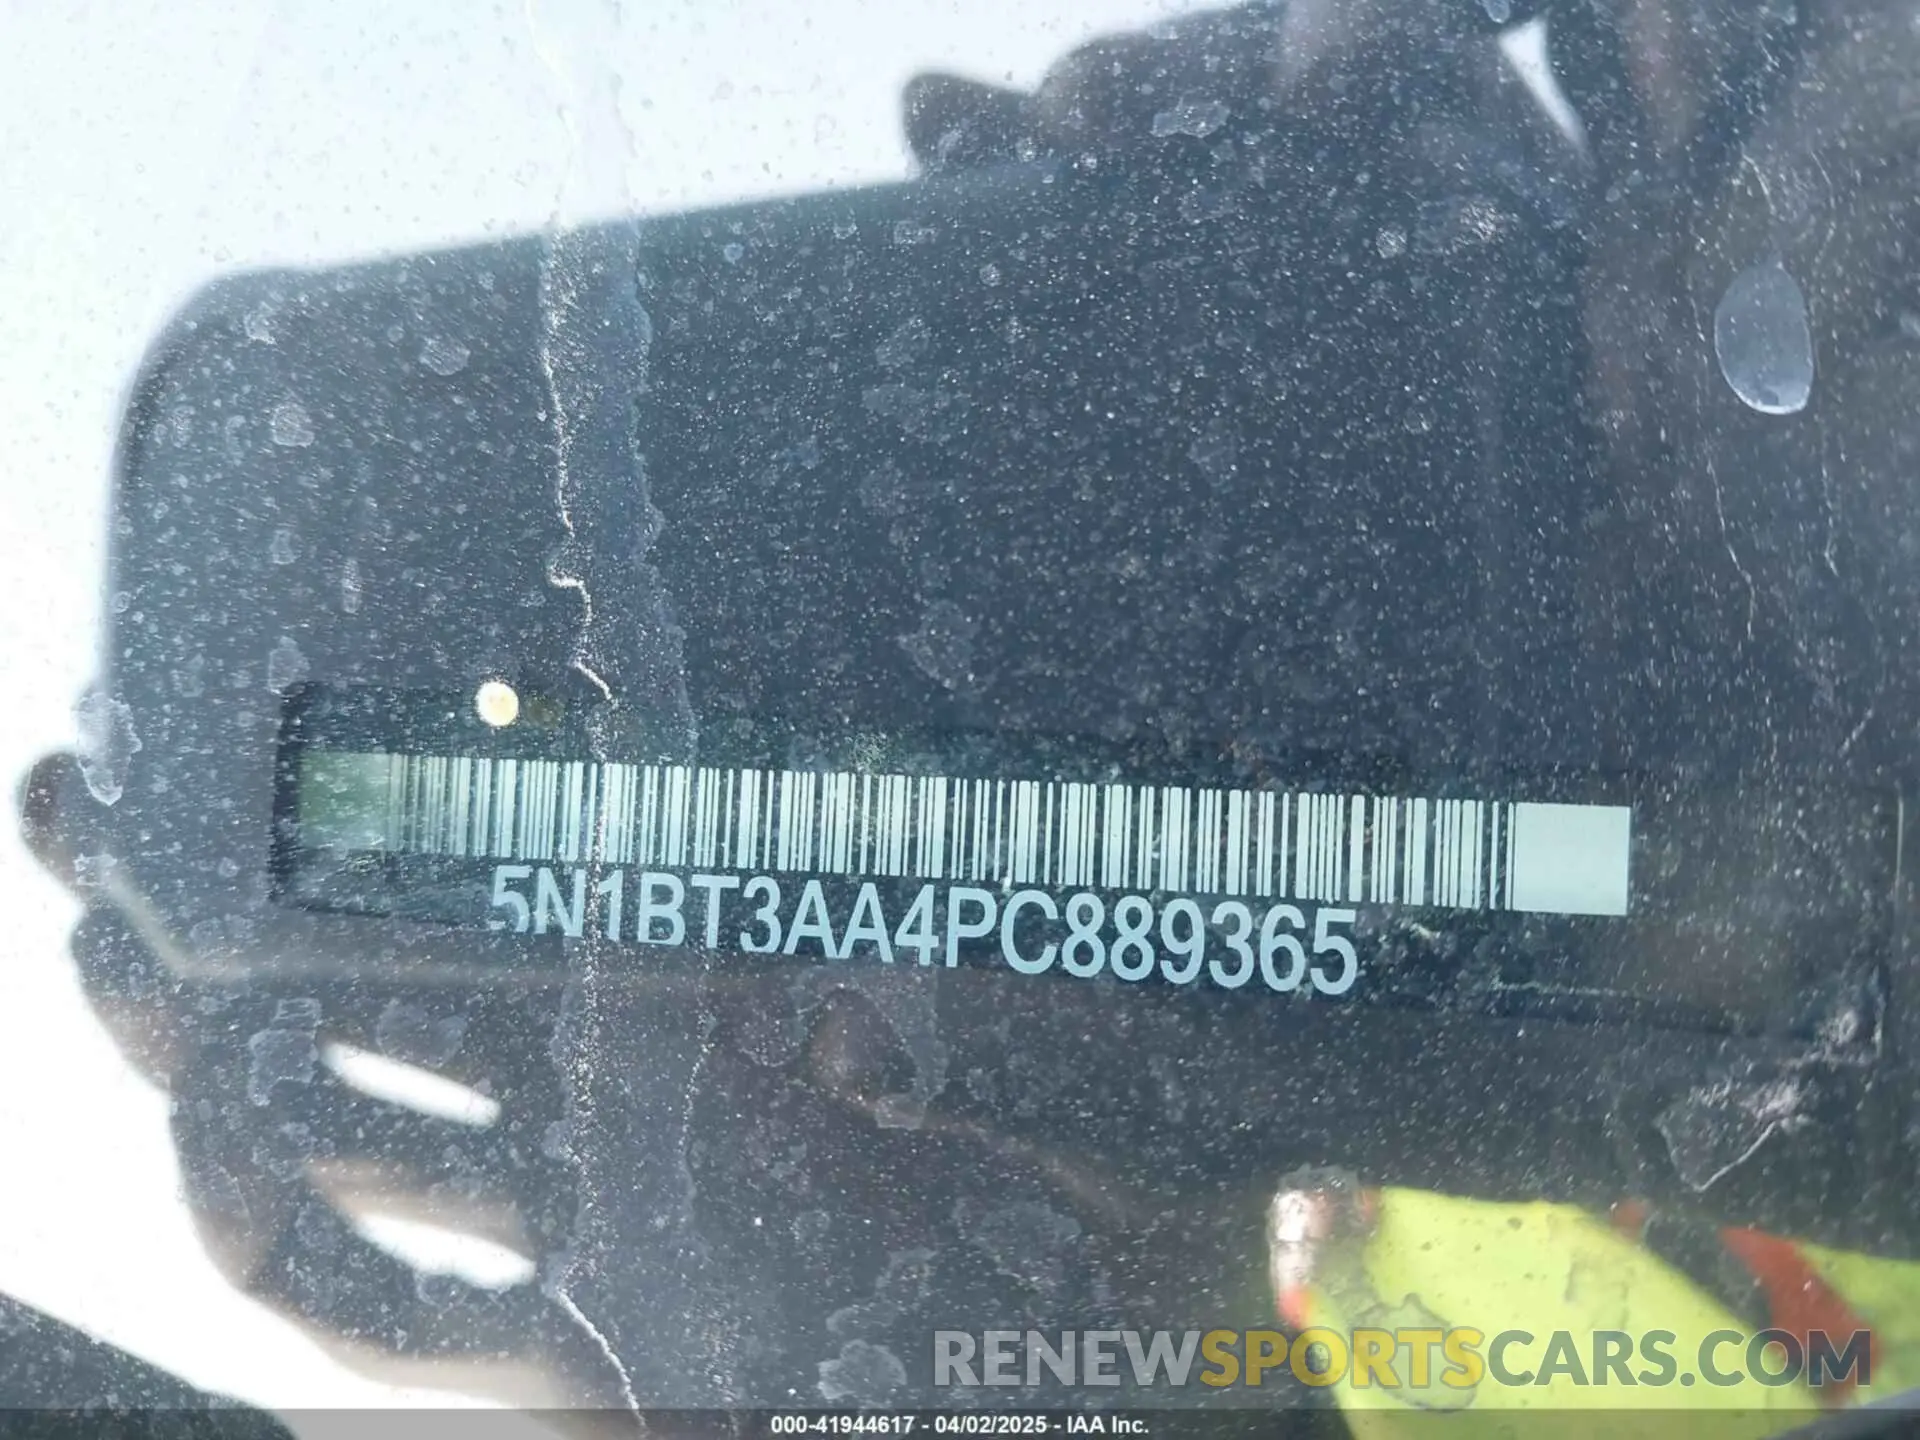 5N1BT3AA4PC889365
RENEWSPORTSCARS.COM
000-41944617 - 04/02/2025 - IAA Inc.